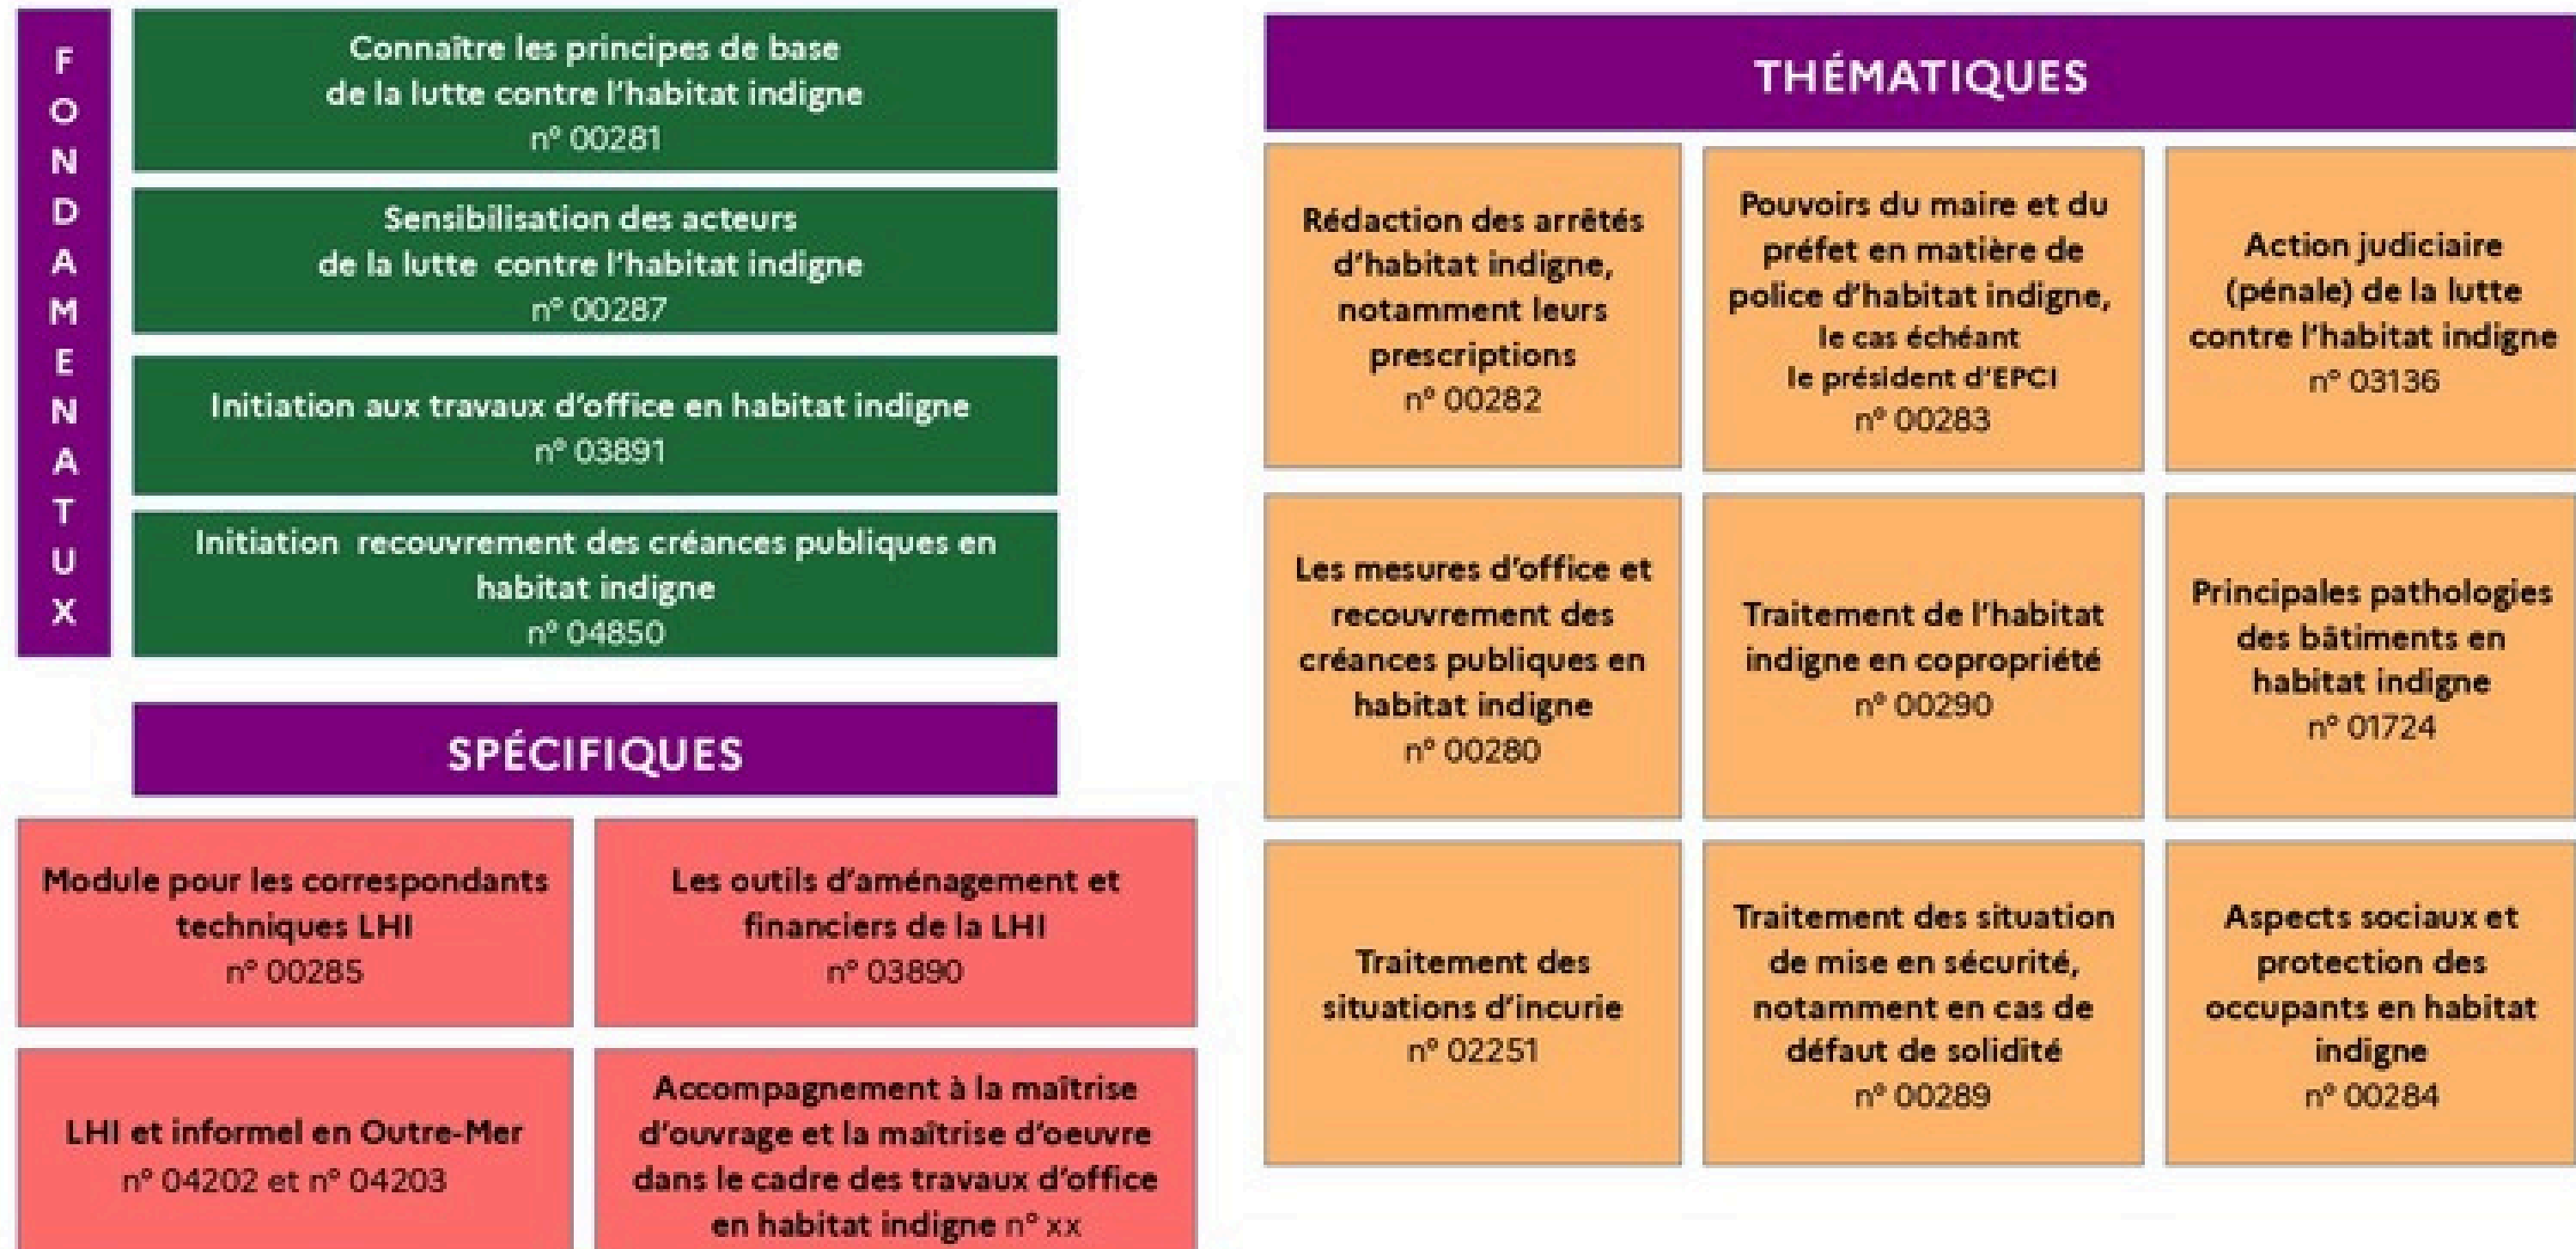 FONDAMENATUX
Connaître les principes de base
de la lutte contre l'habitat indigne
n° 00281
Sensibilisation des acteurs
de la lutte contre l'habitat indigne
n° 00287
Initiation aux travaux d'office en habitat indigne
n° 03891
Initiation recouvrement des créances publiques en
habitat indigne
n° 04850
SPÉCIFIQUES
Module pour les correspondants
techniques LHI
n° 00285
Les outils d'aménagement et
financiers de la LHI
n° 03890
LHI et informel en Outre-Mer
n° 04202 et n° 04203
Accompagnement à la maîtrise
d'ouvrage et la maîtrise d'oeuvre
dans le cadre des travaux d'office
en habitat indigne n° xx
THÉMATIQUES
Rédaction des arrêtés
d'habitat indigne,
notamment leurs
prescriptions
n° 00282
Pouvoirs du maire et du
préfet en matière de
police d'habitat indigne,
le cas échéant
le président d'EPCI
n° 00283
Action judiciaire
(pénale) de la lutte
contre l'habitat indigne
n° 03136
Les mesures d'office et
recouvrement des
créances publiques en
habitat indigne
n° 00280
Traitement de l'habitat
indigne en copropriété
n° 00290
Principales pathologies
des bâtiments en
habitat indigne
n° 01724
Traitement des
situations d'incurie
n° 02251
Traitement des situation
de mise en sécurité,
notamment en cas de
défaut de solidité
n° 00289
Aspects sociaux et
protection des
occupants en habitat
indigne
n° 00284